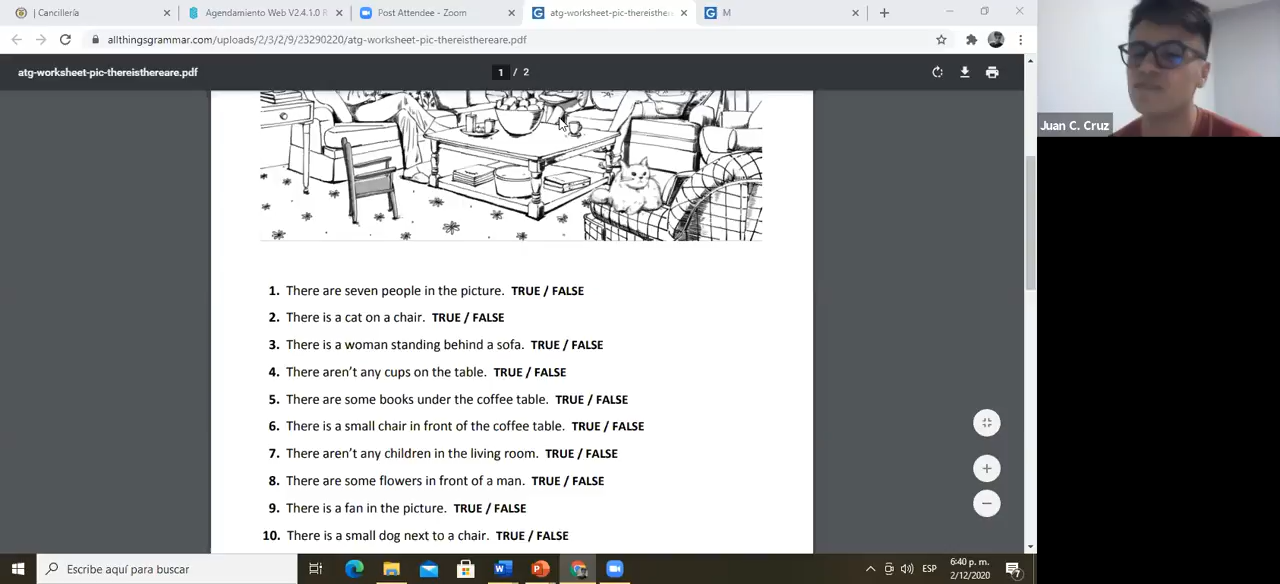 | Cancillería
Agendamiento Web V2.4.1.0 R
Post Attendee - Zoom
atg-worksheet-pic-thereisthere
M
allthingsgrammar.com/uploads/2/3/2/9/23290220/atg-worksheet-pic-thereisthereare.pdf
atg-worksheet-pic-thereisthereare.pdf
1 / 2
Juan C. Cruz
1. There are seven people in the picture. TRUE / FALSE
2. There is a cat on a chair. TRUE / FALSE
3. There is a woman standing behind a sofa. TRUE / FALSE
4. There aren't any cups on the table. TRUE / FALSE
5. There are some books under the coffee table. TRUE / FALSE
6. There is a small chair in front of the coffee table. TRUE / FALSE
7. There aren't any children in the living room. TRUE / FALSE
8. There are some flowers in front of a man. TRUE / FALSE
9. There is a fan in the picture. TRUE / FALSE
10. There is a small dog next to a chair. TRUE / FALSE
Escribe aquí para buscar
ESP
6:40 p. m.
2/12/2020
7